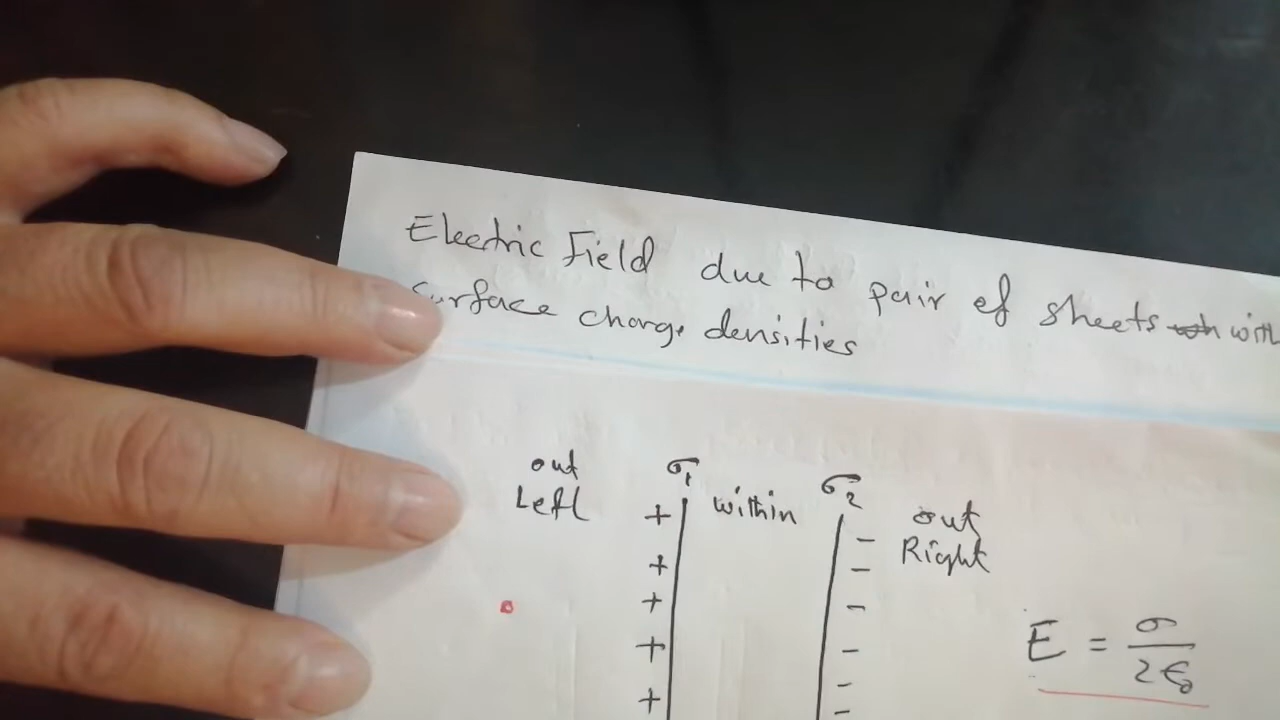 Electric Field due to pair of sheets with
surface charge densities
out
Left
σ₁
within
σ₂
out
Right
+ + + + +
− − − − − −
E = σ / 2ε₀